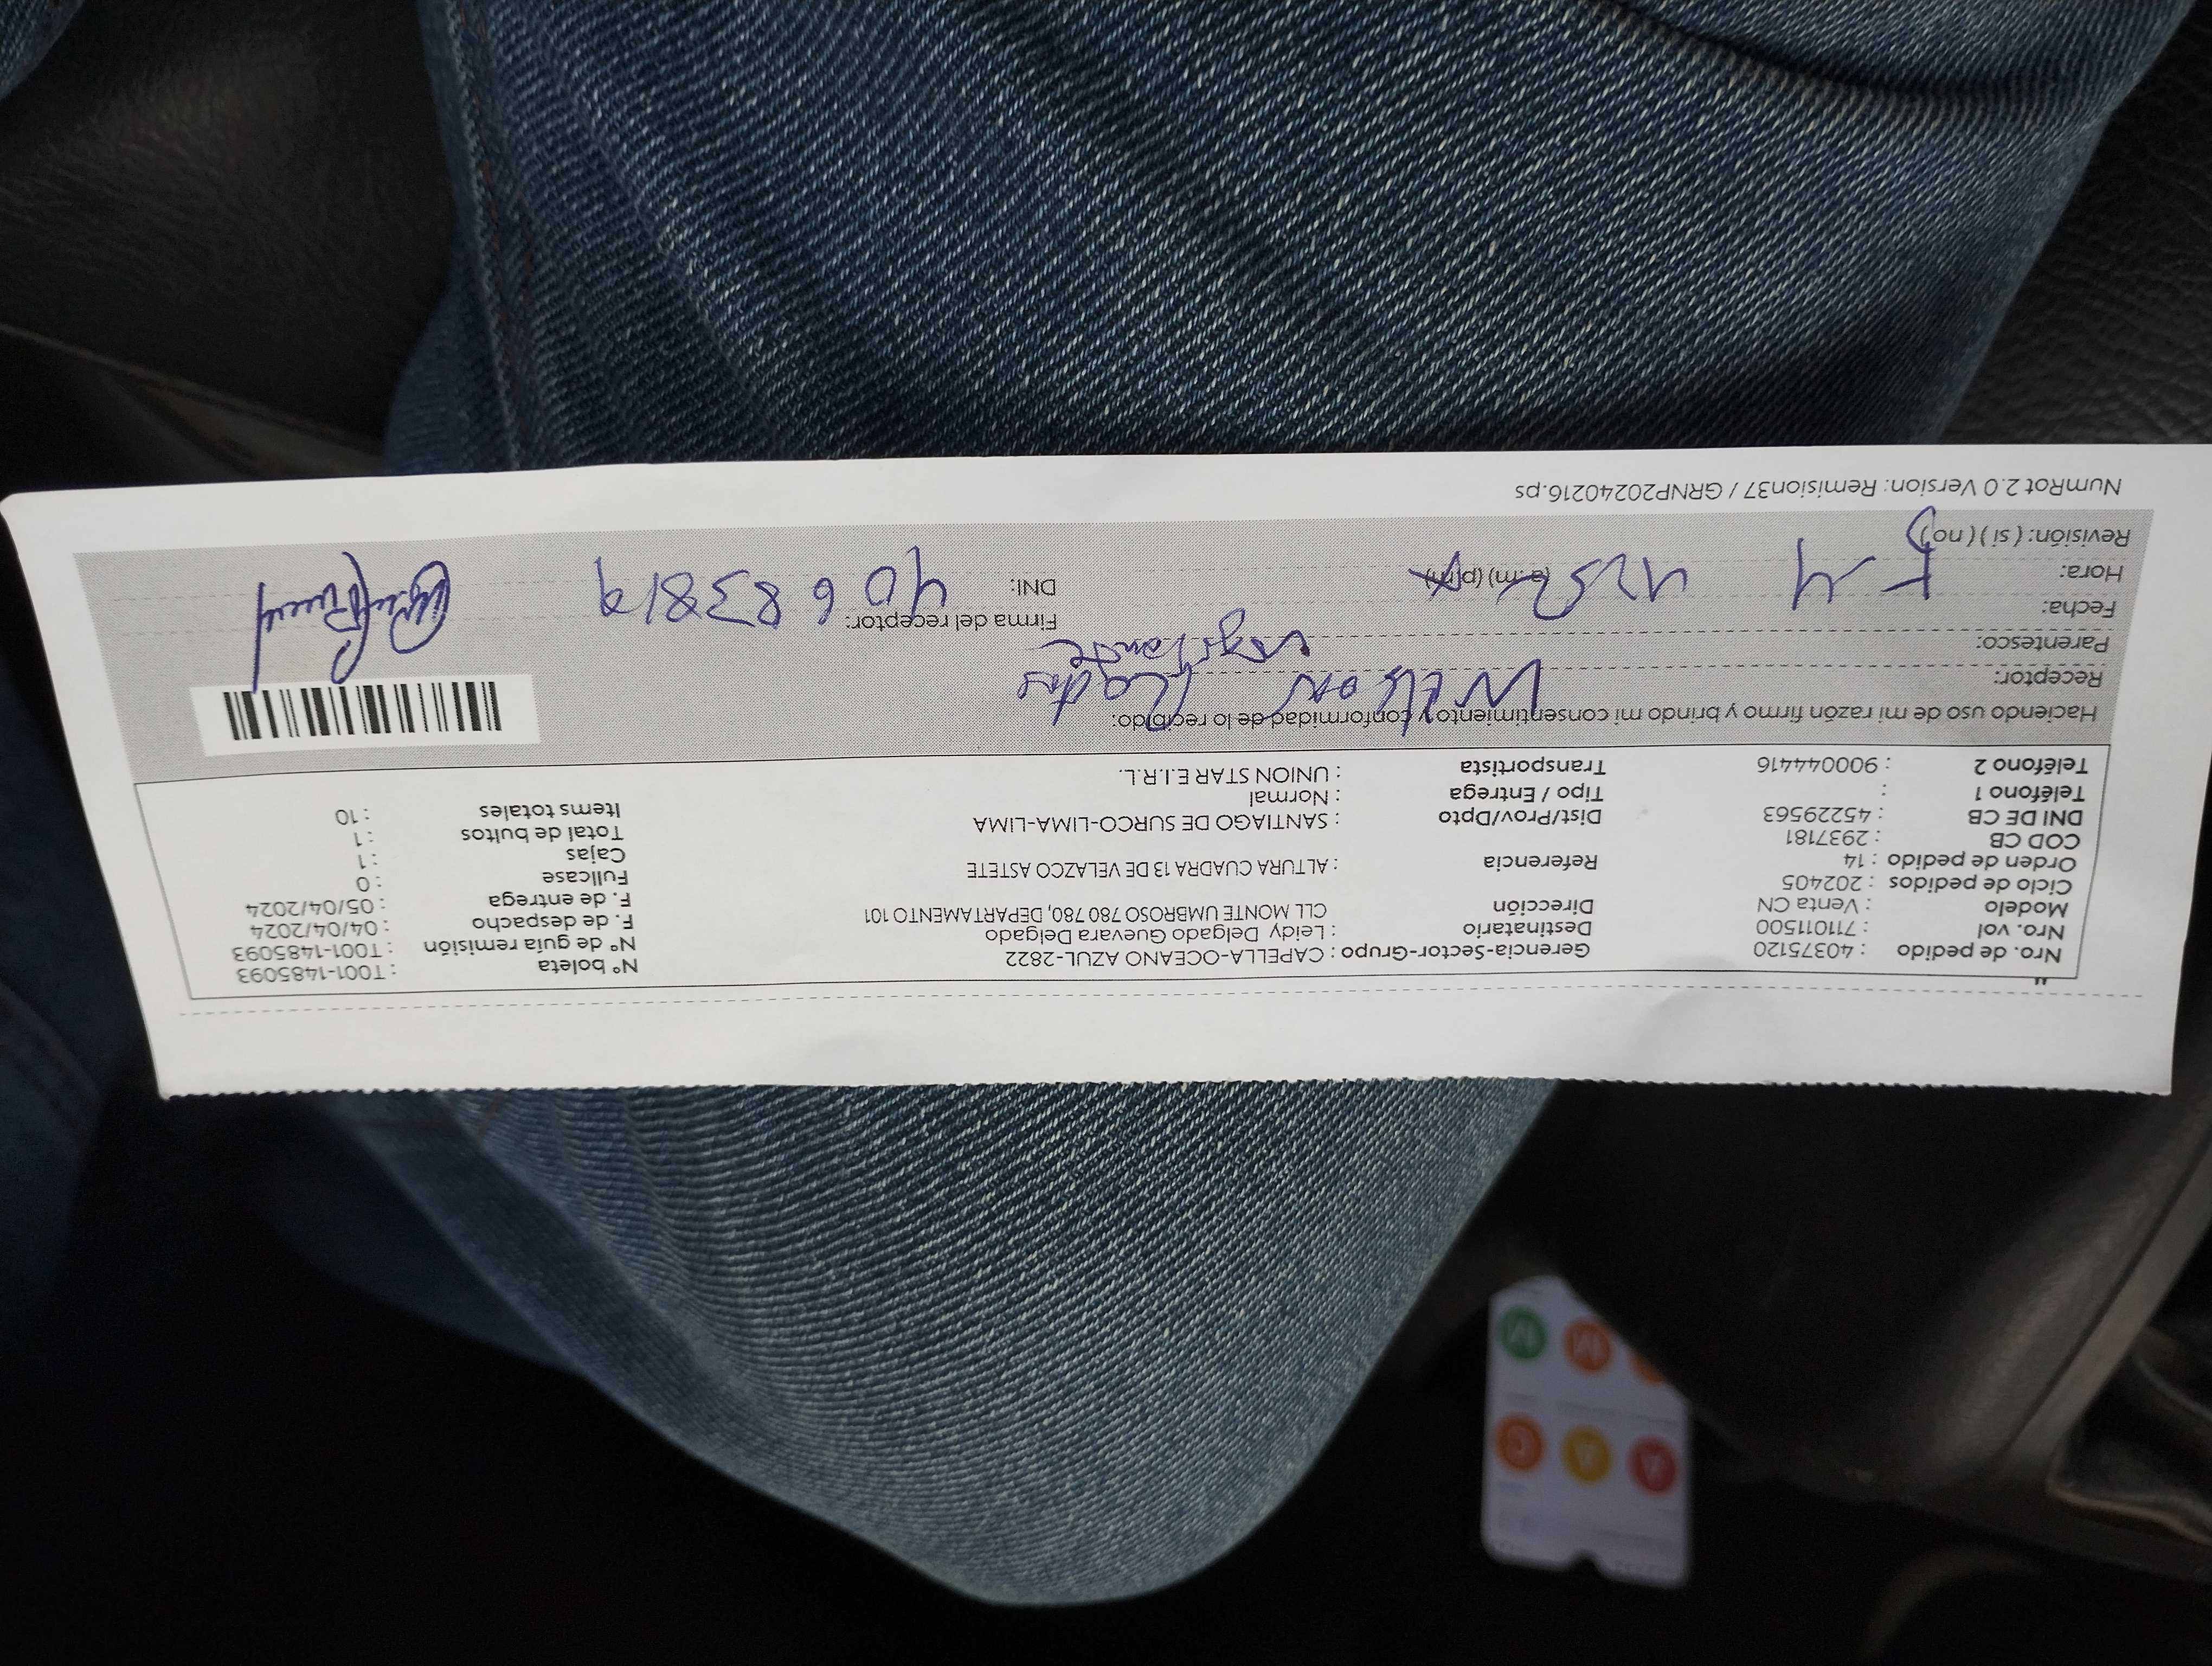 Nro. de pedido : 40375120 Gerencia-Sector-Grupo : CAPELLA-OCEANO AZUL-2822 Nº boleta : T001-1485093
Nro. vol : 711011500 Destinatario : Leidy Delgado Guevara Delgado Nº de guía remisión : T001-1485093
Modelo : Venta CN Dirección CLL MONTE UMBROSO 780 780, DEPARTAMENTO 101 F. de despacho : 04/04/2024
Ciclo de pedidos : 202405 F. de entrega : 05/04/2024
Orden de pedido : 14 Referencia : ALTURA CUADRA 13 DE VELAZCO ASTETE Fullcase : 0
COD CB : 2937181 Cajas : 1
DNI DE CB : 45229563 Dist/Prov/Dpto : SANTIAGO DE SURCO-LIMA-LIMA Total de bultos : 1
Teléfono 1 : Tipo / Entrega : Normal Items totales : 10
Teléfono 2 : 900044416 Transportista : UNION STAR E.I.R.L.
Haciendo uso de mi razón firmo y brindo mi consentimiento y conformidad de lo recibido:
Receptor: Wilson
Parentesco: vigilante
Fecha: 5-4 Firma del receptor:
Hora: (a.m) (p.m) DNI: 40683819
Revisión: ( si ) ( no )
NumRot 2.0 Version: Remision37 / GRNP20240216.ps